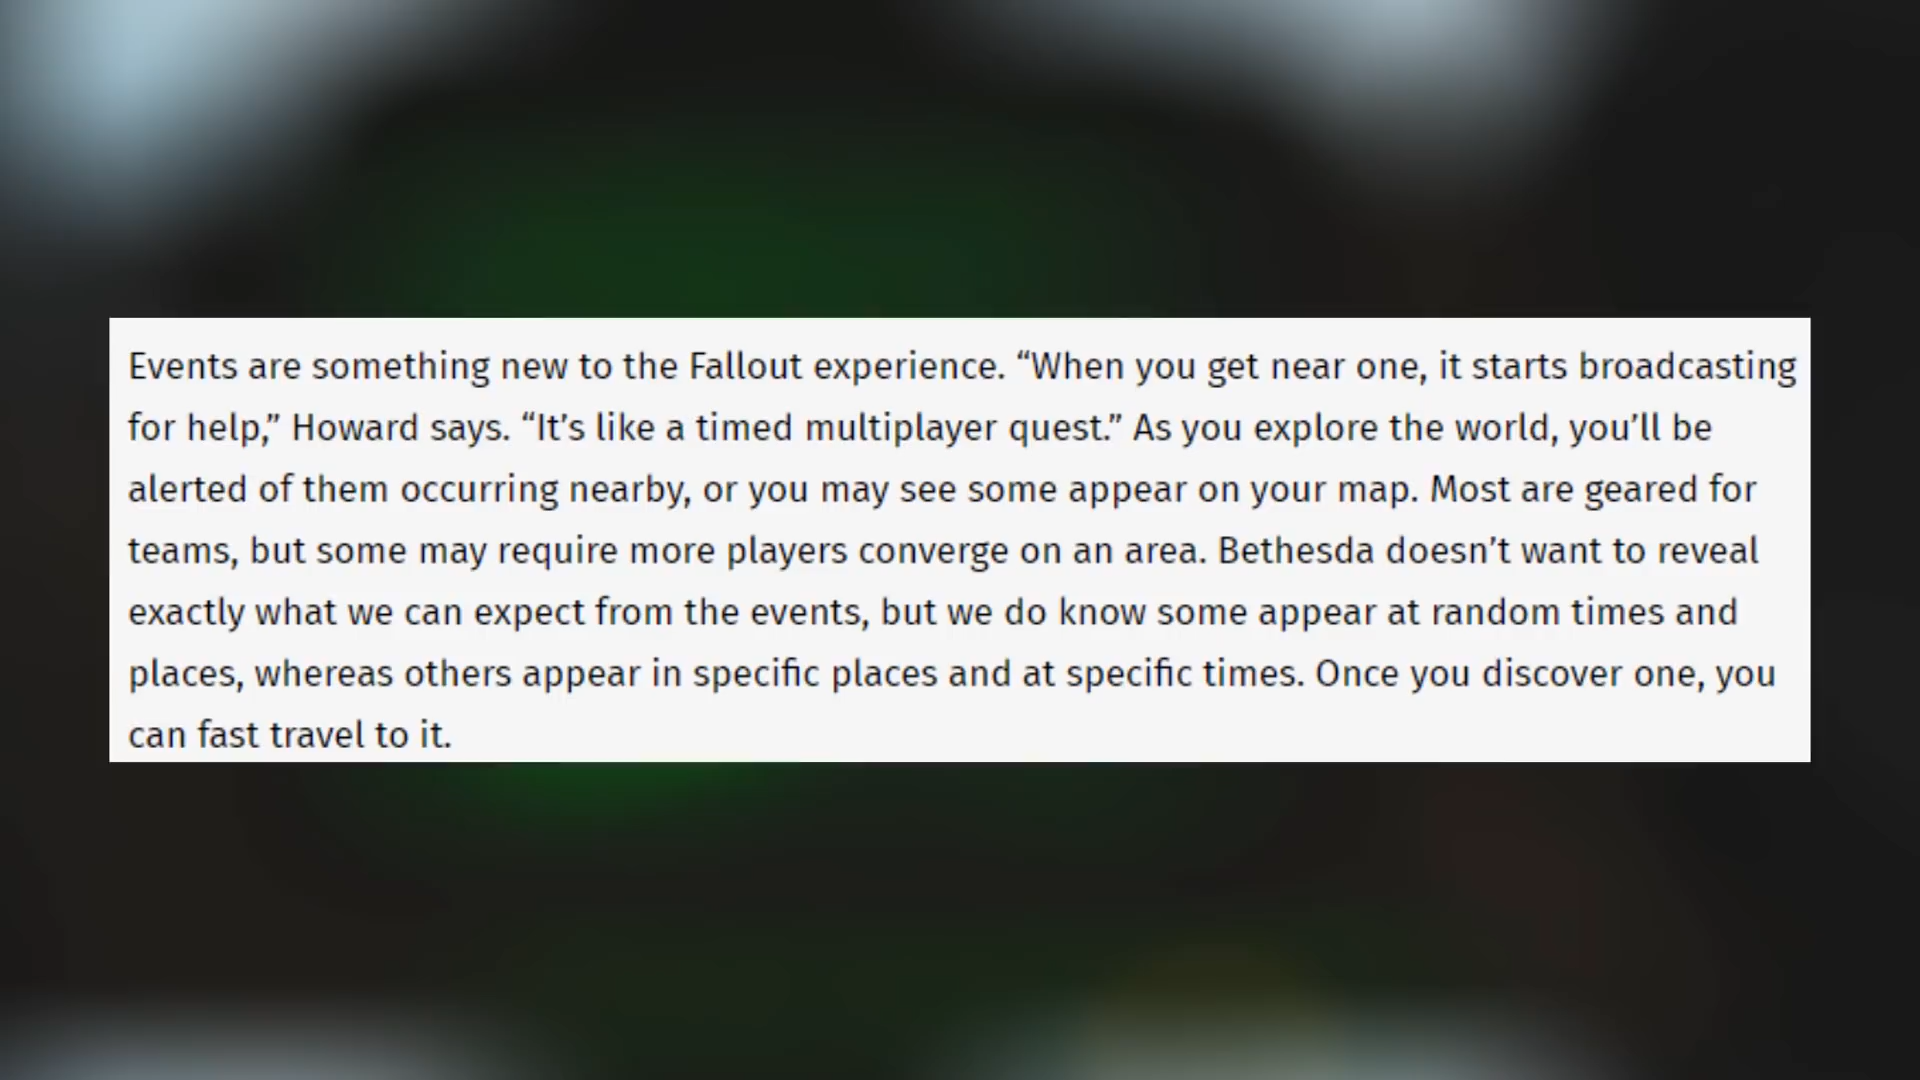 Events are something new to the Fallout experience. “When you get near one, it starts broadcasting
for help,” Howard says. “It’s like a timed multiplayer quest.” As you explore the world, you’ll be
alerted of them occurring nearby, or you may see some appear on your map. Most are geared for
teams, but some may require more players converge on an area. Bethesda doesn’t want to reveal
exactly what we can expect from the events, but we do know some appear at random times and
places, whereas others appear in specific places and at specific times. Once you discover one, you
can fast travel to it.